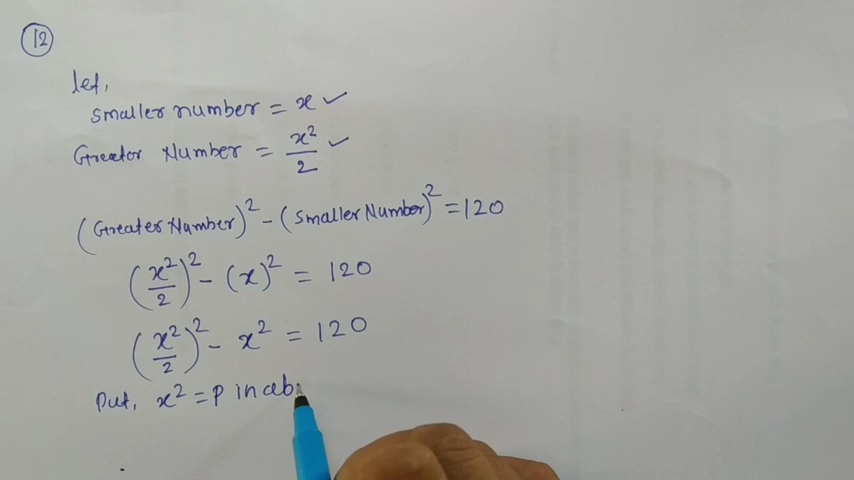 12
let,
smaller number = x ✓
Greater Number = x²/2 ✓
(Greater Number)² - (Smaller Number)² = 120
(x²/2)² - (x)² = 120
(x²/2)² - x² = 120
Put, x² = P in ab